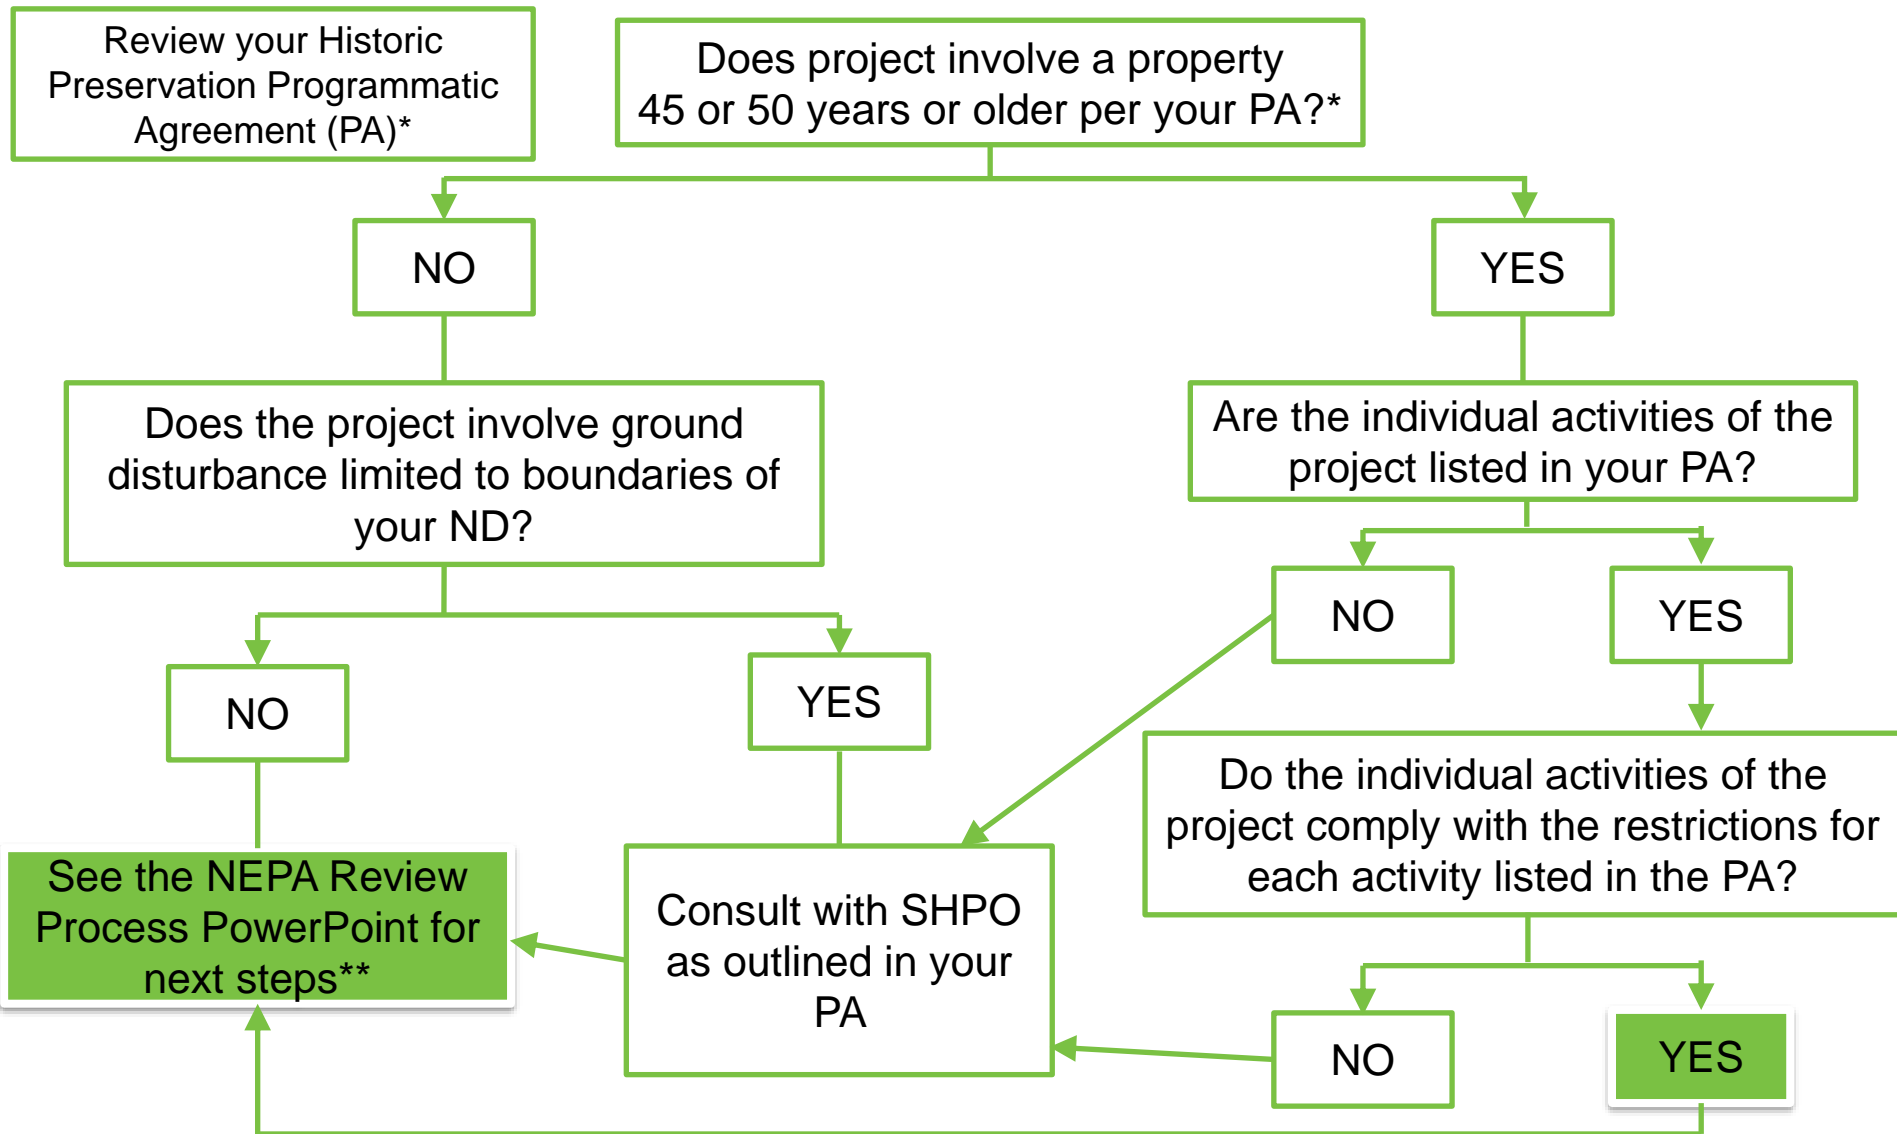 Review your Historic
Preservation Programmatic
Agreement (PA)*
Does project involve a property
45 or 50 years or older per your PA?*
NO
YES
Does the project involve ground
disturbance limited to boundaries of
your ND?
Are the individual activities of the
project listed in your PA?
NO
YES
NO
YES
Do the individual activities of the
project comply with the restrictions for
each activity listed in the PA?
See the NEPA Review
Process PowerPoint for
next steps**
Consult with SHPO
as outlined in your
PA
NO
YES